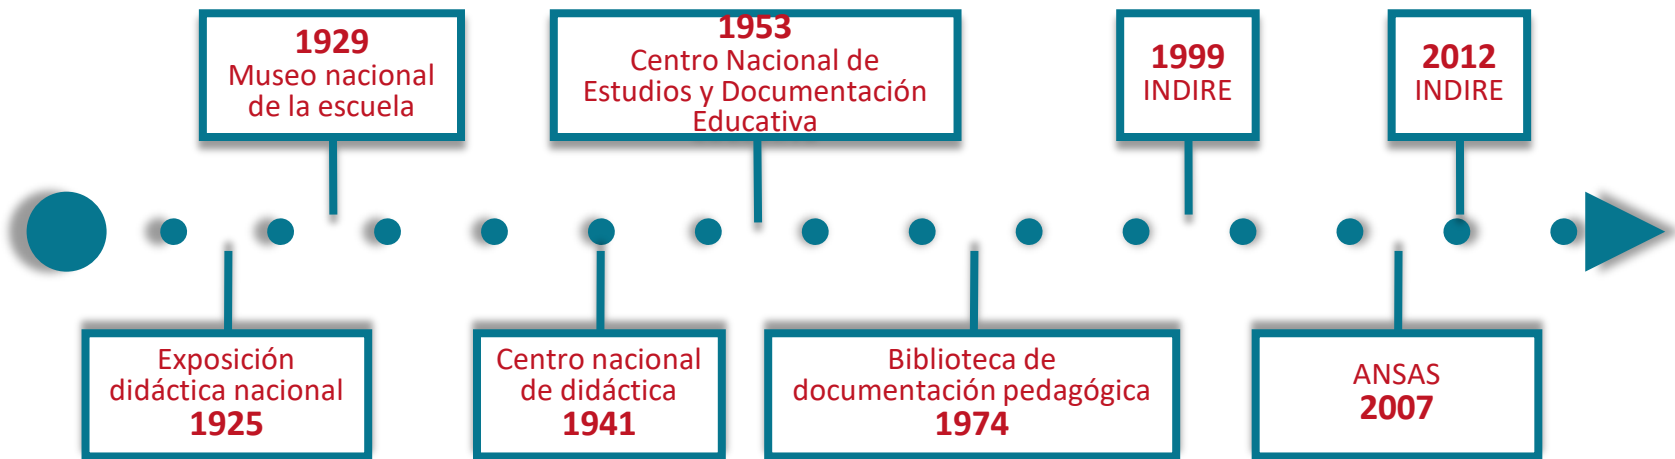 1929
Museo nacional
de la escuela
1953
Centro Nacional de
Estudios y Documentación
Educativa
1999
INDIRE
2012
INDIRE
Exposición
didáctica nacional
1925
Centro nacional
de didáctica
1941
Biblioteca de
documentación pedagógica
1974
ANSAS
2007